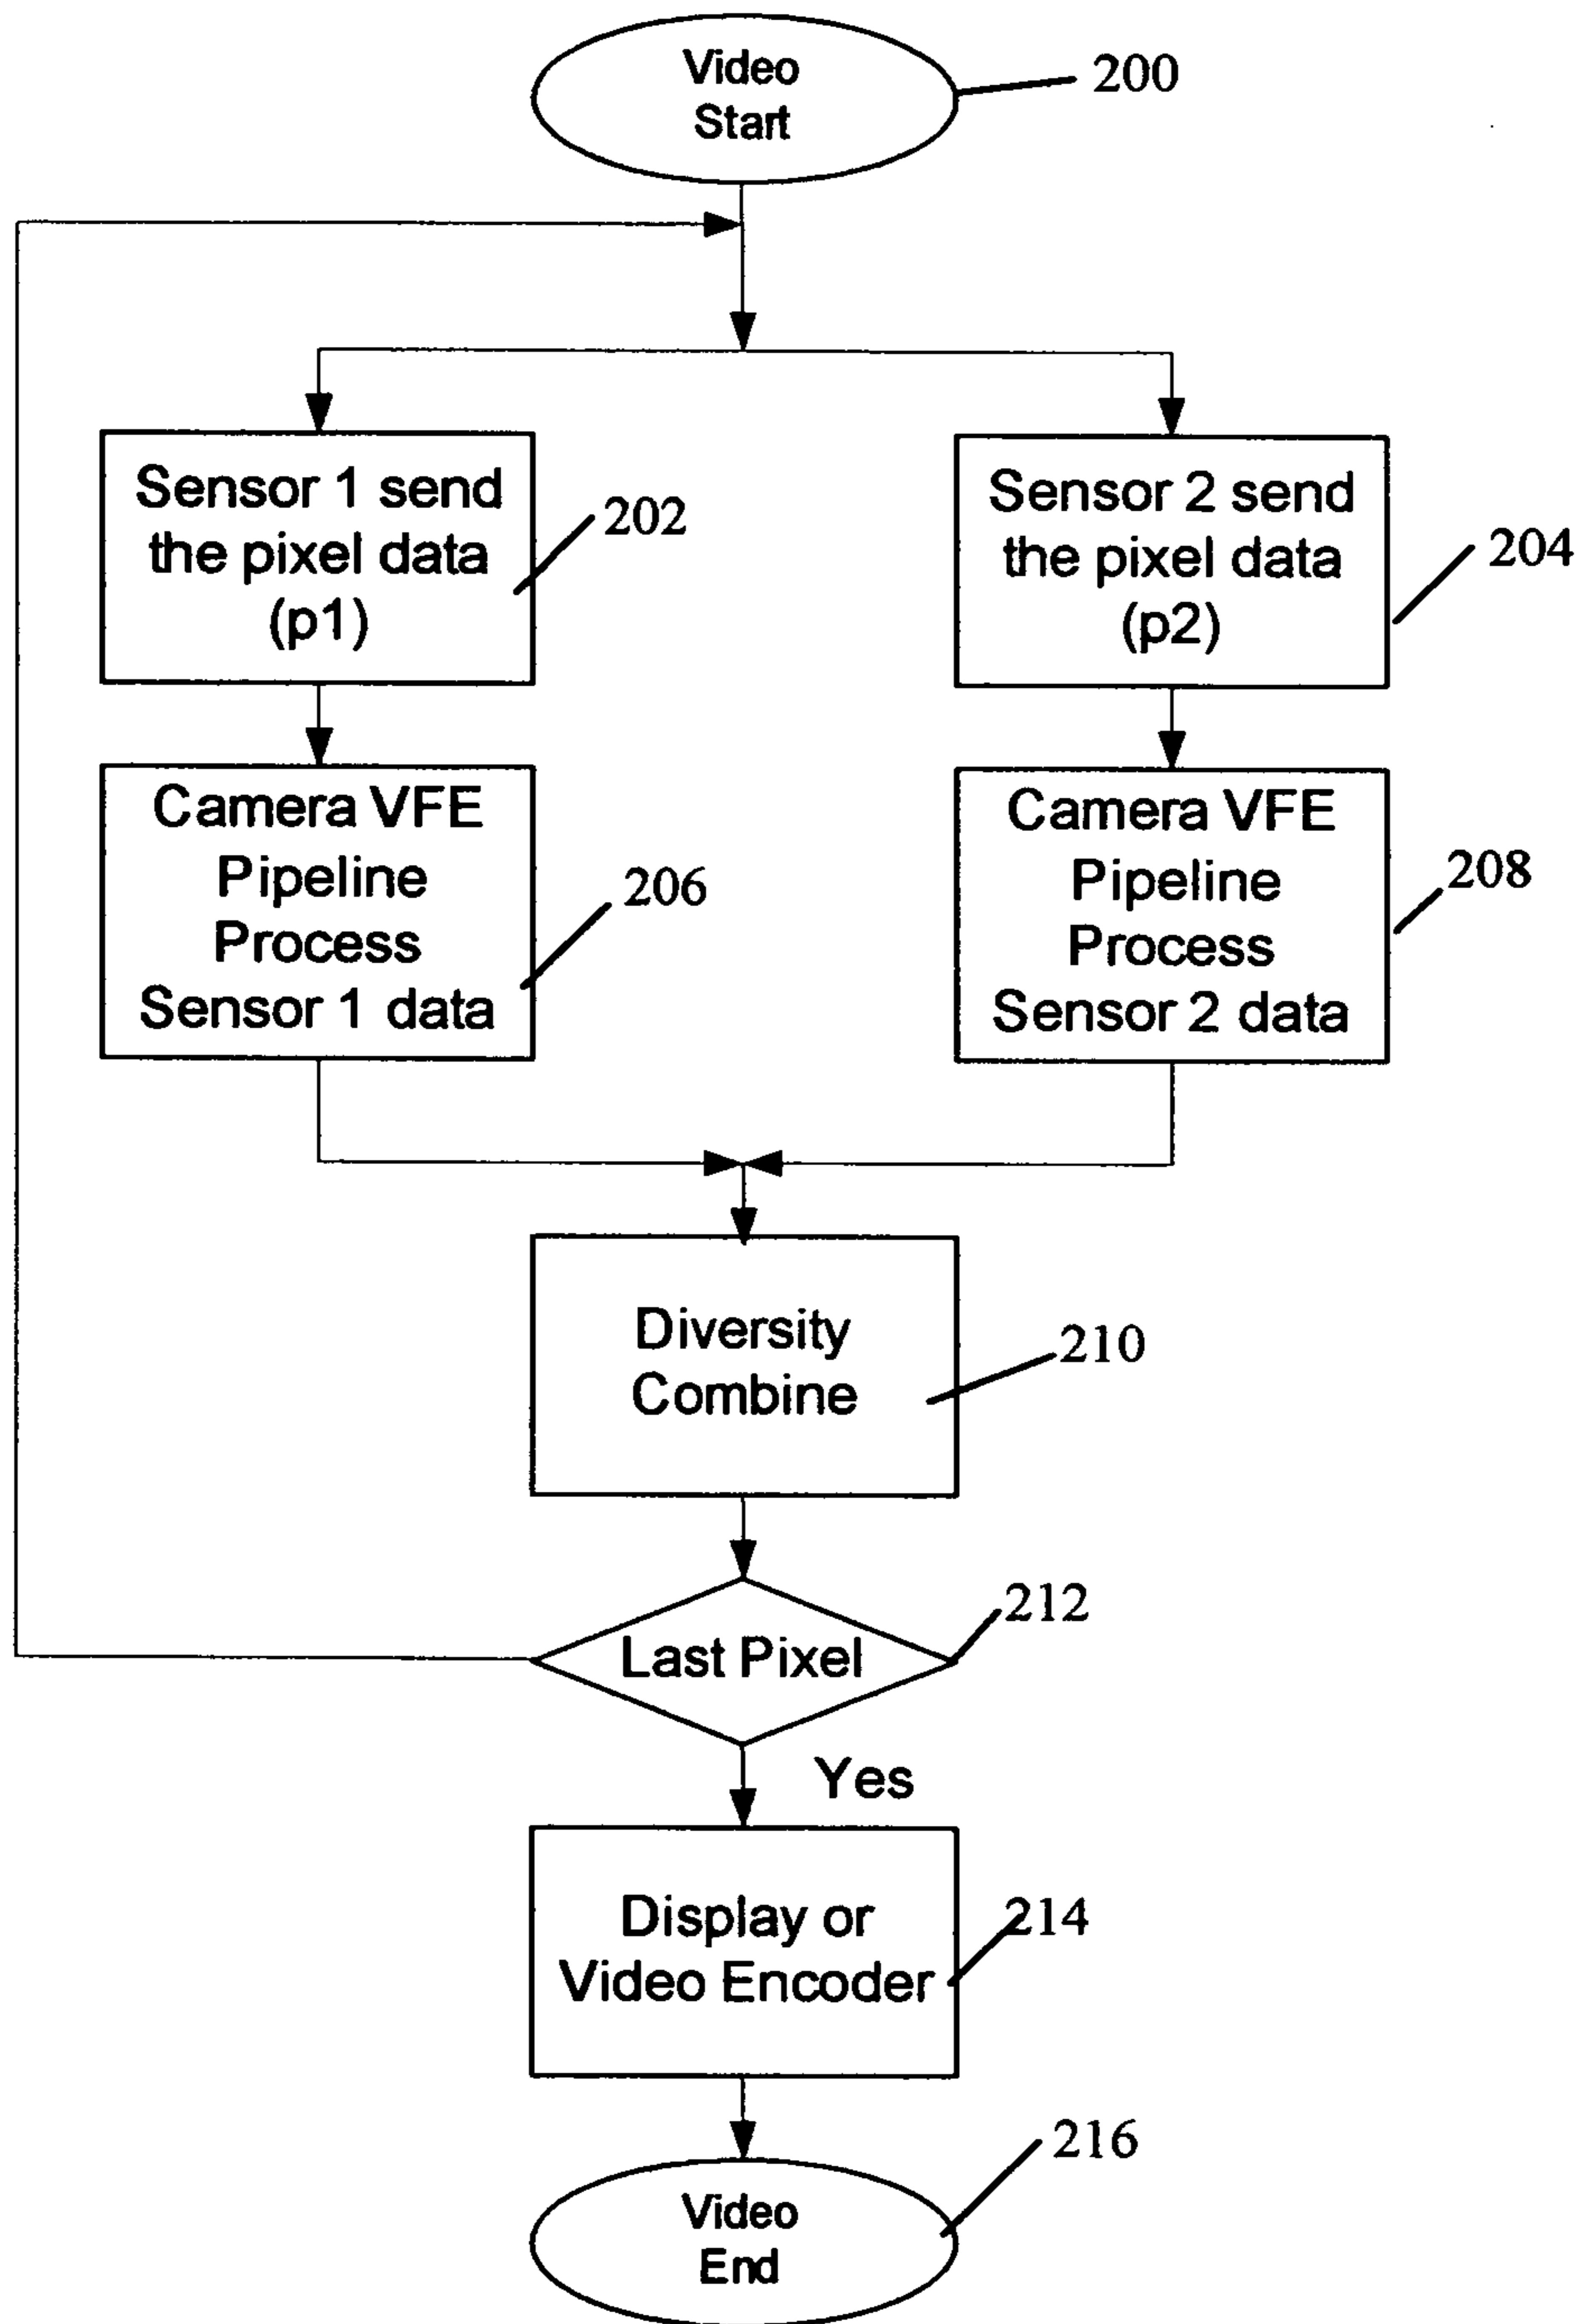 Video
Start
200
Sensor 1 send
the pixel data
(p1)
202
Sensor 2 send
the pixel data
(p2)
204
Camera VFE
Pipeline
Process
Sensor 1 data
206
Camera VFE
Pipeline
Process
Sensor 2 data
208
Diversity
Combine
210
Last Pixel
212
Yes
Display or
Video Encoder
214
Video
End
216